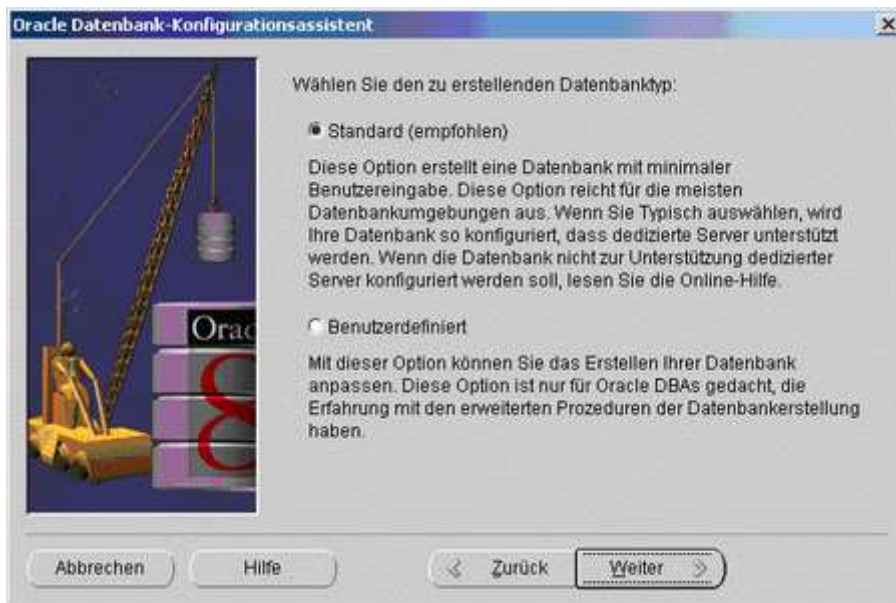 Oracle Datenbank-Konfigurationsassistent
Wählen Sie den zu erstellenden Datenbanktyp:
Standard (empfohlen)
Diese Option erstellt eine Datenbank mit minimaler
Benutzereingabe. Diese Option reicht für die meisten
Datenbankumgebungen aus. Wenn Sie Typisch auswählen, wird
Ihre Datenbank so konfiguriert, dass dedizierte Server unterstützt
werden. Wenn die Datenbank nicht zur Unterstützung dedizierter
Server konfiguriert werden soll, lesen Sie die Online-Hilfe.
Orac
8
Benutzerdefiniert
Mit dieser Option können Sie das Erstellen Ihrer Datenbank
anpassen. Diese Option ist nur für Oracle DBAs gedacht, die
Erfahrung mit den erweiterten Prozeduren der Datenbankerstellung
haben.
Abbrechen
Hilfe
Zurück
Weiter